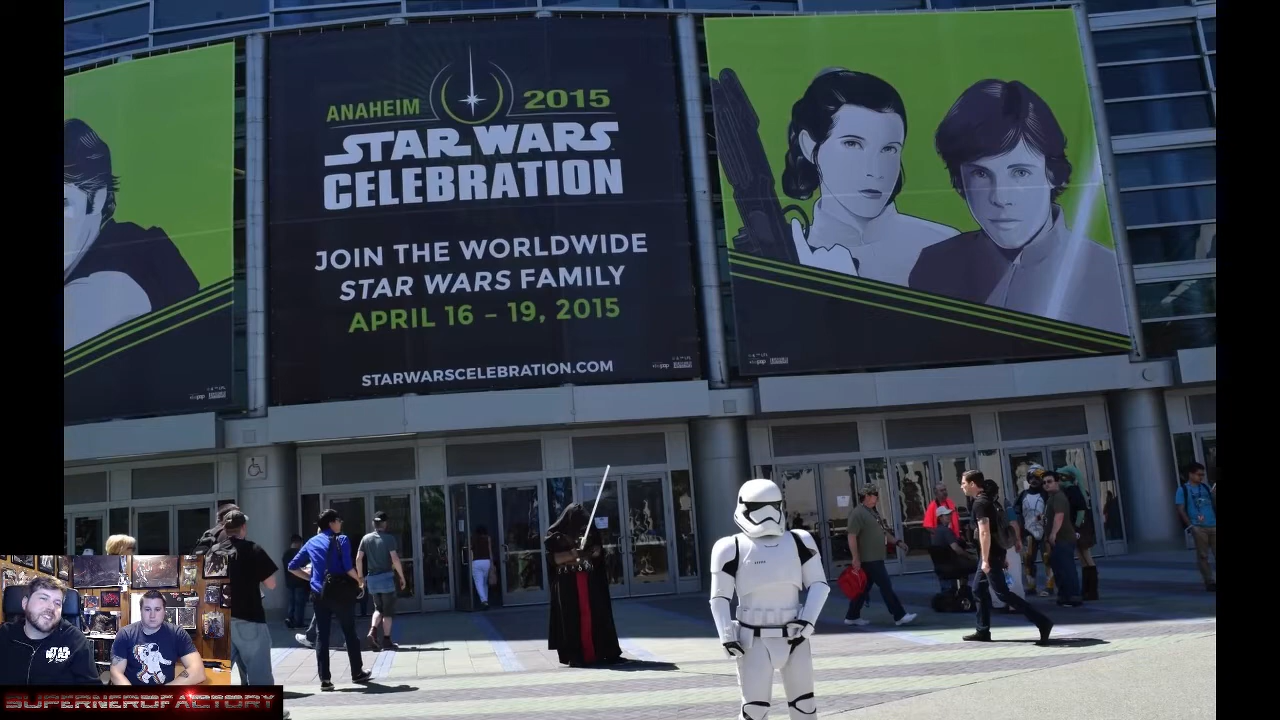 ANAHEIM 2015
STAR WARS
CELEBRATION
JOIN THE WORLDWIDE
STAR WARS FAMILY
APRIL 16 – 19, 2015
STARWARSCELEBRATION.COM
SUPERNERDFACTORY